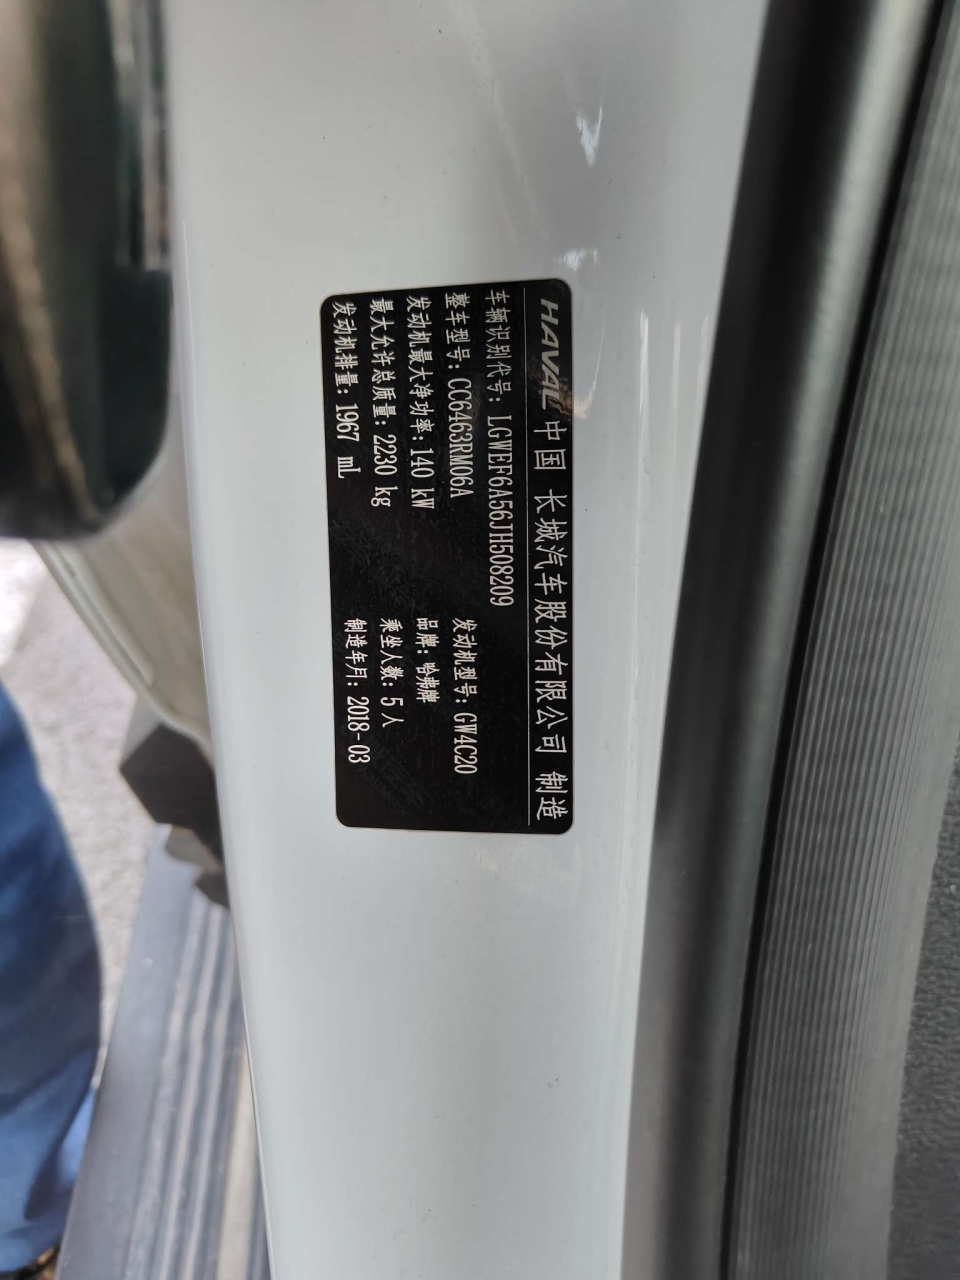 HAVAL 中国 长城汽车股份有限公司 制造
车辆识别代号: LGWEF6A56JH508209
整车型号: CC6463RM06A 发动机型号: GW4C20
发动机最大净功率: 140 kW 品牌: 哈弗牌
最大允许总质量: 2230 kg 乘坐人数: 5 人
发动机排量: 1967 mL 制造年月: 2018-03